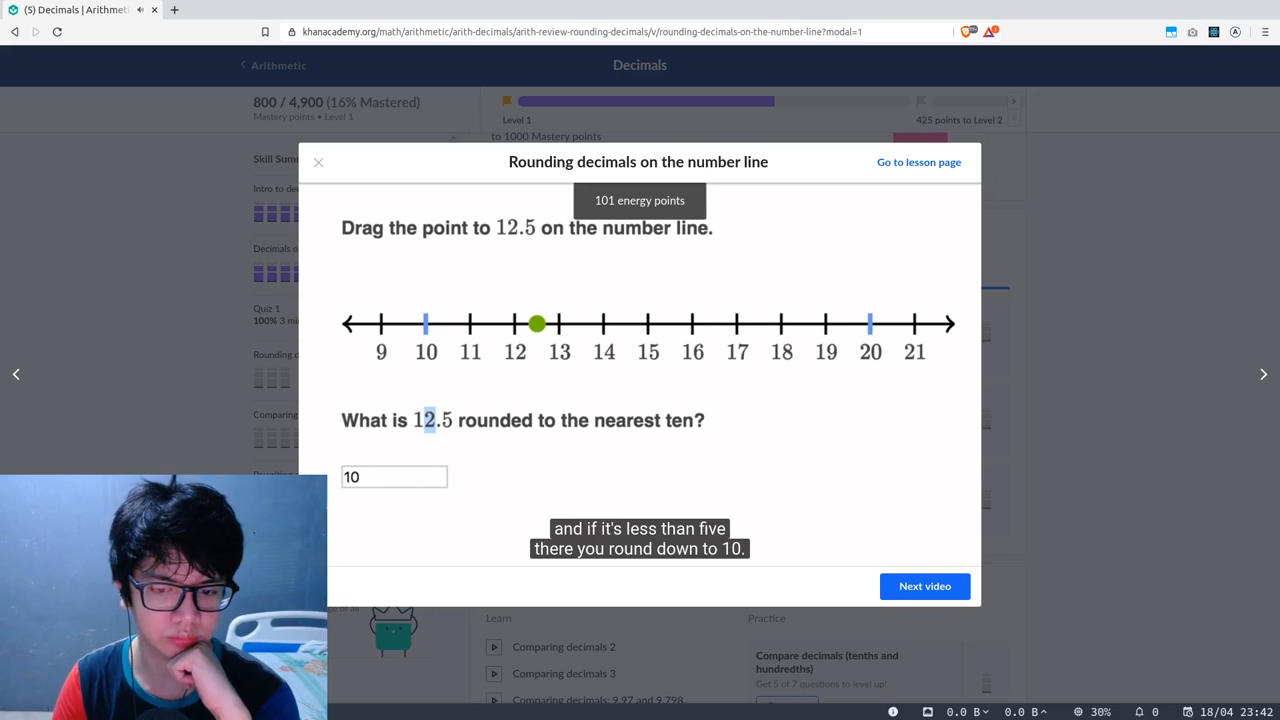 (5) Decimals | Arithmeti
khanacademy.org/math/arithmetic/arith-decimals/arith-review-rounding-decimals/v/rounding-decimals-on-the-number-line?modal=1
Arithmetic
Decimals
800 / 4,900 (16% Mastered)
Mastery points • Level 1
Level 1
425 points to Level 2
to 1000 Mastery points
Skill Sum
Intro to de
Decimals o
Quiz 1
100% 3 mi
Rounding d
Comparing
Rounding decimals on the number line
Go to lesson page
101 energy points
Drag the point to 12.5 on the number line.
9 10 11 12 13 14 15 16 17 18 19 20 21
What is 12.5 rounded to the nearest ten?
10
and if it's less than five
there you round down to 10.
Next video
Learn
Practice
Comparing decimals 2
Comparing decimals 3
Comparing decimals: 9.97 and 9.798
Compare decimals (tenths and
hundredths)
Get 5 of 7 questions to level up!
0.0 B
0.0 B
30%
0
18/04 23:42